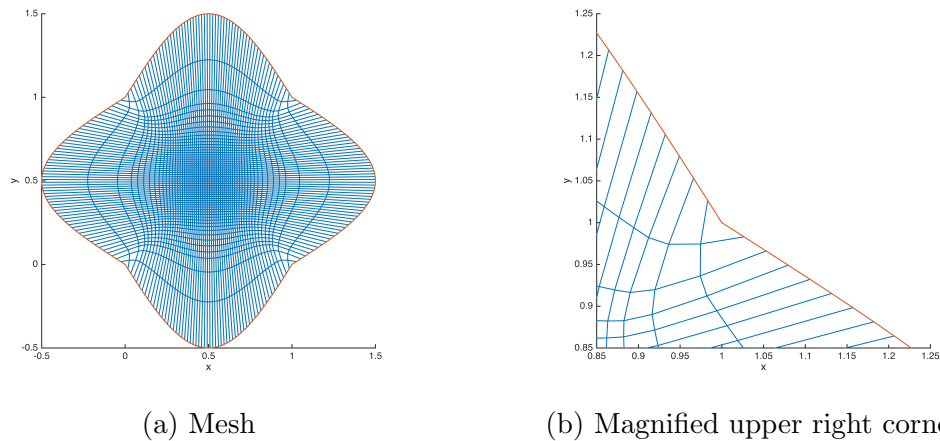 1.5
1
0.5
0
-0.5
y
-0.5 0 0.5 1 1.5
x
1.25
1.2
1.15
1.1
1.05
1
0.95
0.9
0.85
y
0.85 0.9 0.95 1 1.05 1.1 1.15 1.2 1.25
x
(a) Mesh
(b) Magnified upper right corne